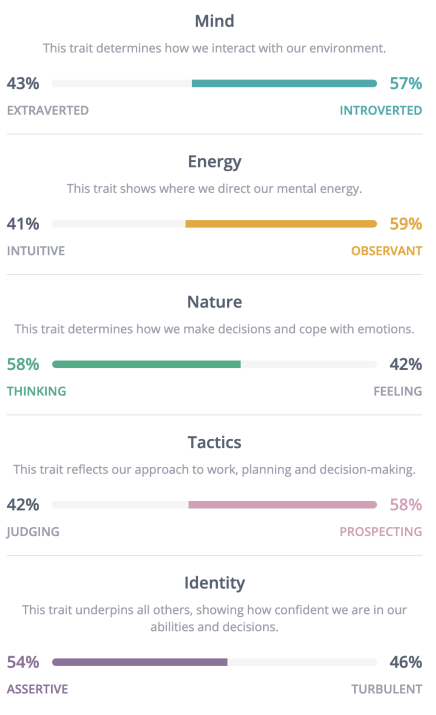 Mind
This trait determines how we interact with our environment.
43% 57%
EXTRAVERTED INTROVERTED
Energy
This trait shows where we direct our mental energy.
41% 59%
INTUITIVE OBSERVANT
Nature
This trait determines how we make decisions and cope with emotions.
58% 42%
THINKING FEELING
Tactics
This trait reflects our approach to work, planning and decision-making.
42% 58%
JUDGING PROSPECTING
Identity
This trait underpins all others, showing how confident we are in our
abilities and decisions.
54% 46%
ASSERTIVE TURBULENT